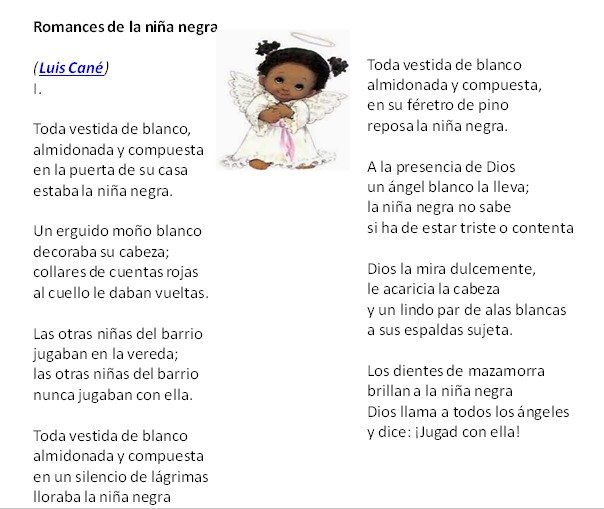 Romances de la niña negra
(Luis Cané)
I.
Toda vestida de blanco,
almidonada y compuesta
en la puerta de su casa
estaba la niña negra.
Un erguido moño blanco
decoraba su cabeza;
collares de cuentas rojas
al cuello le daban vueltas.
Las otras niñas del barrio
jugaban en la vereda;
las otras niñas del barrio
nunca jugaban con ella.
Toda vestida de blanco
almidonada y compuesta
en un silencio de lágrimas
lloraba la niña negra
Toda vestida de blanco
almidonada y compuesta,
en su féretro de pino
reposa la niña negra.
A la presencia de Dios
un ángel blanco la lleva;
la niña negra no sabe
si ha de estar triste o contenta
Dios la mira dulcemente,
le acaricia la cabeza
y un lindo par de alas blancas
a sus espaldas sujeta.
Los dientes de mazamorra
brillan a la niña negra
Dios llama a todos los ángeles
y dice: ¡Jugad con ella!